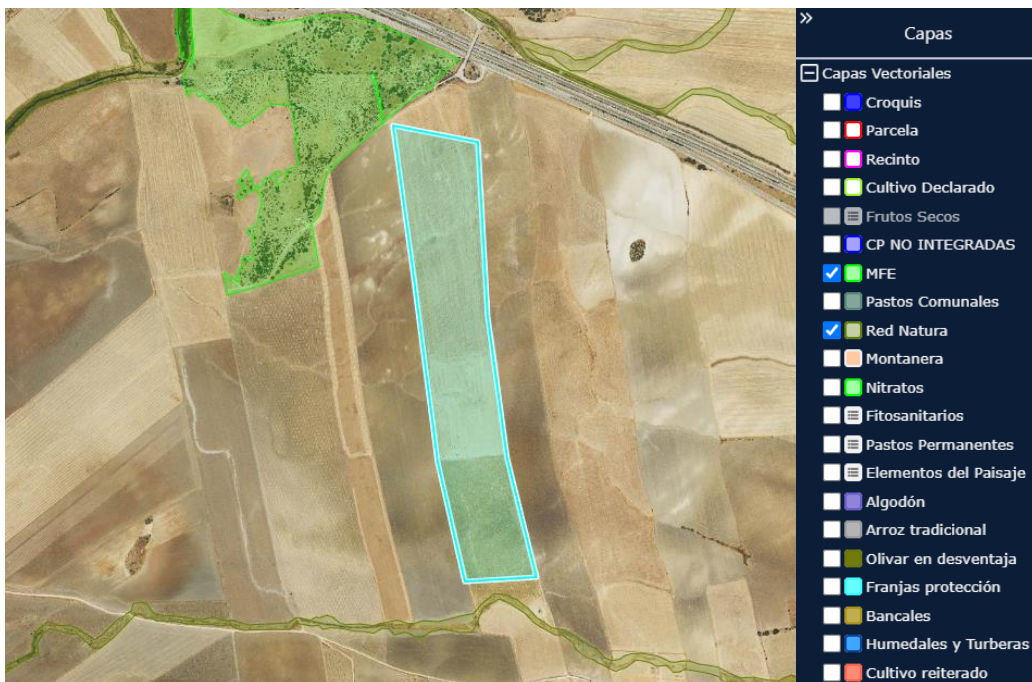 »
Capas
Capas Vectoriales
Croquis
Parcela
Recinto
Cultivo Declarado
Frutos Secos
CP NO INTEGRADAS
MFE
Pastos Comunales
Red Natura
Montanera
Nitratos
Fitosanitarios
Pastos Permanentes
Elementos del Paisaje
Algodón
Arroz tradicional
Olivar en desventaja
Franjas protección
Bancales
Humedales y Turberas
Cultivo reiterado